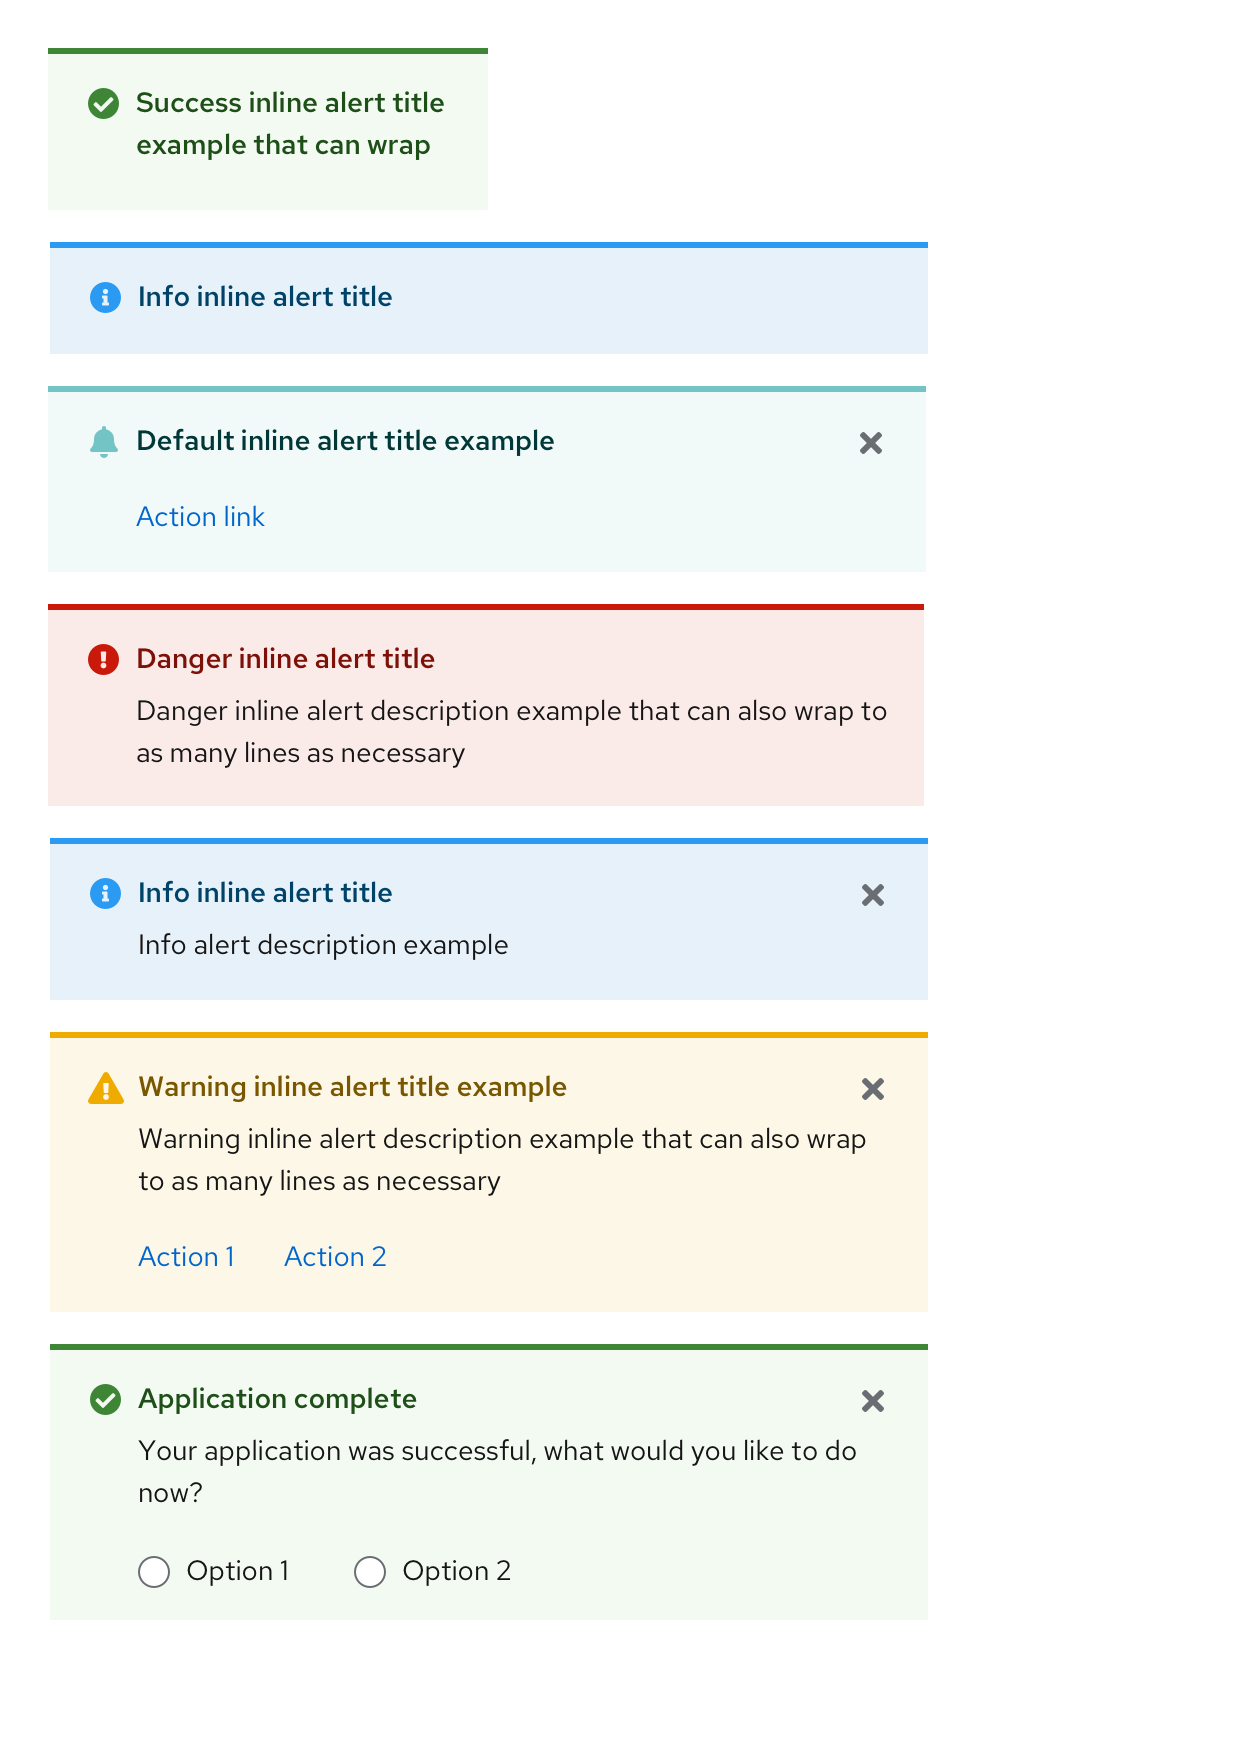 Success inline alert title
example that can wrap
Info inline alert title
Default inline alert title example
Action link
Danger inline alert title
Danger inline alert description example that can also wrap to
as many lines as necessary
Info inline alert title
Info alert description example
Warning inline alert title example
Warning inline alert description example that can also wrap
to as many lines as necessary
Action 1 Action 2
Application complete
Your application was successful, what would you like to do
now?
Option 1 Option 2